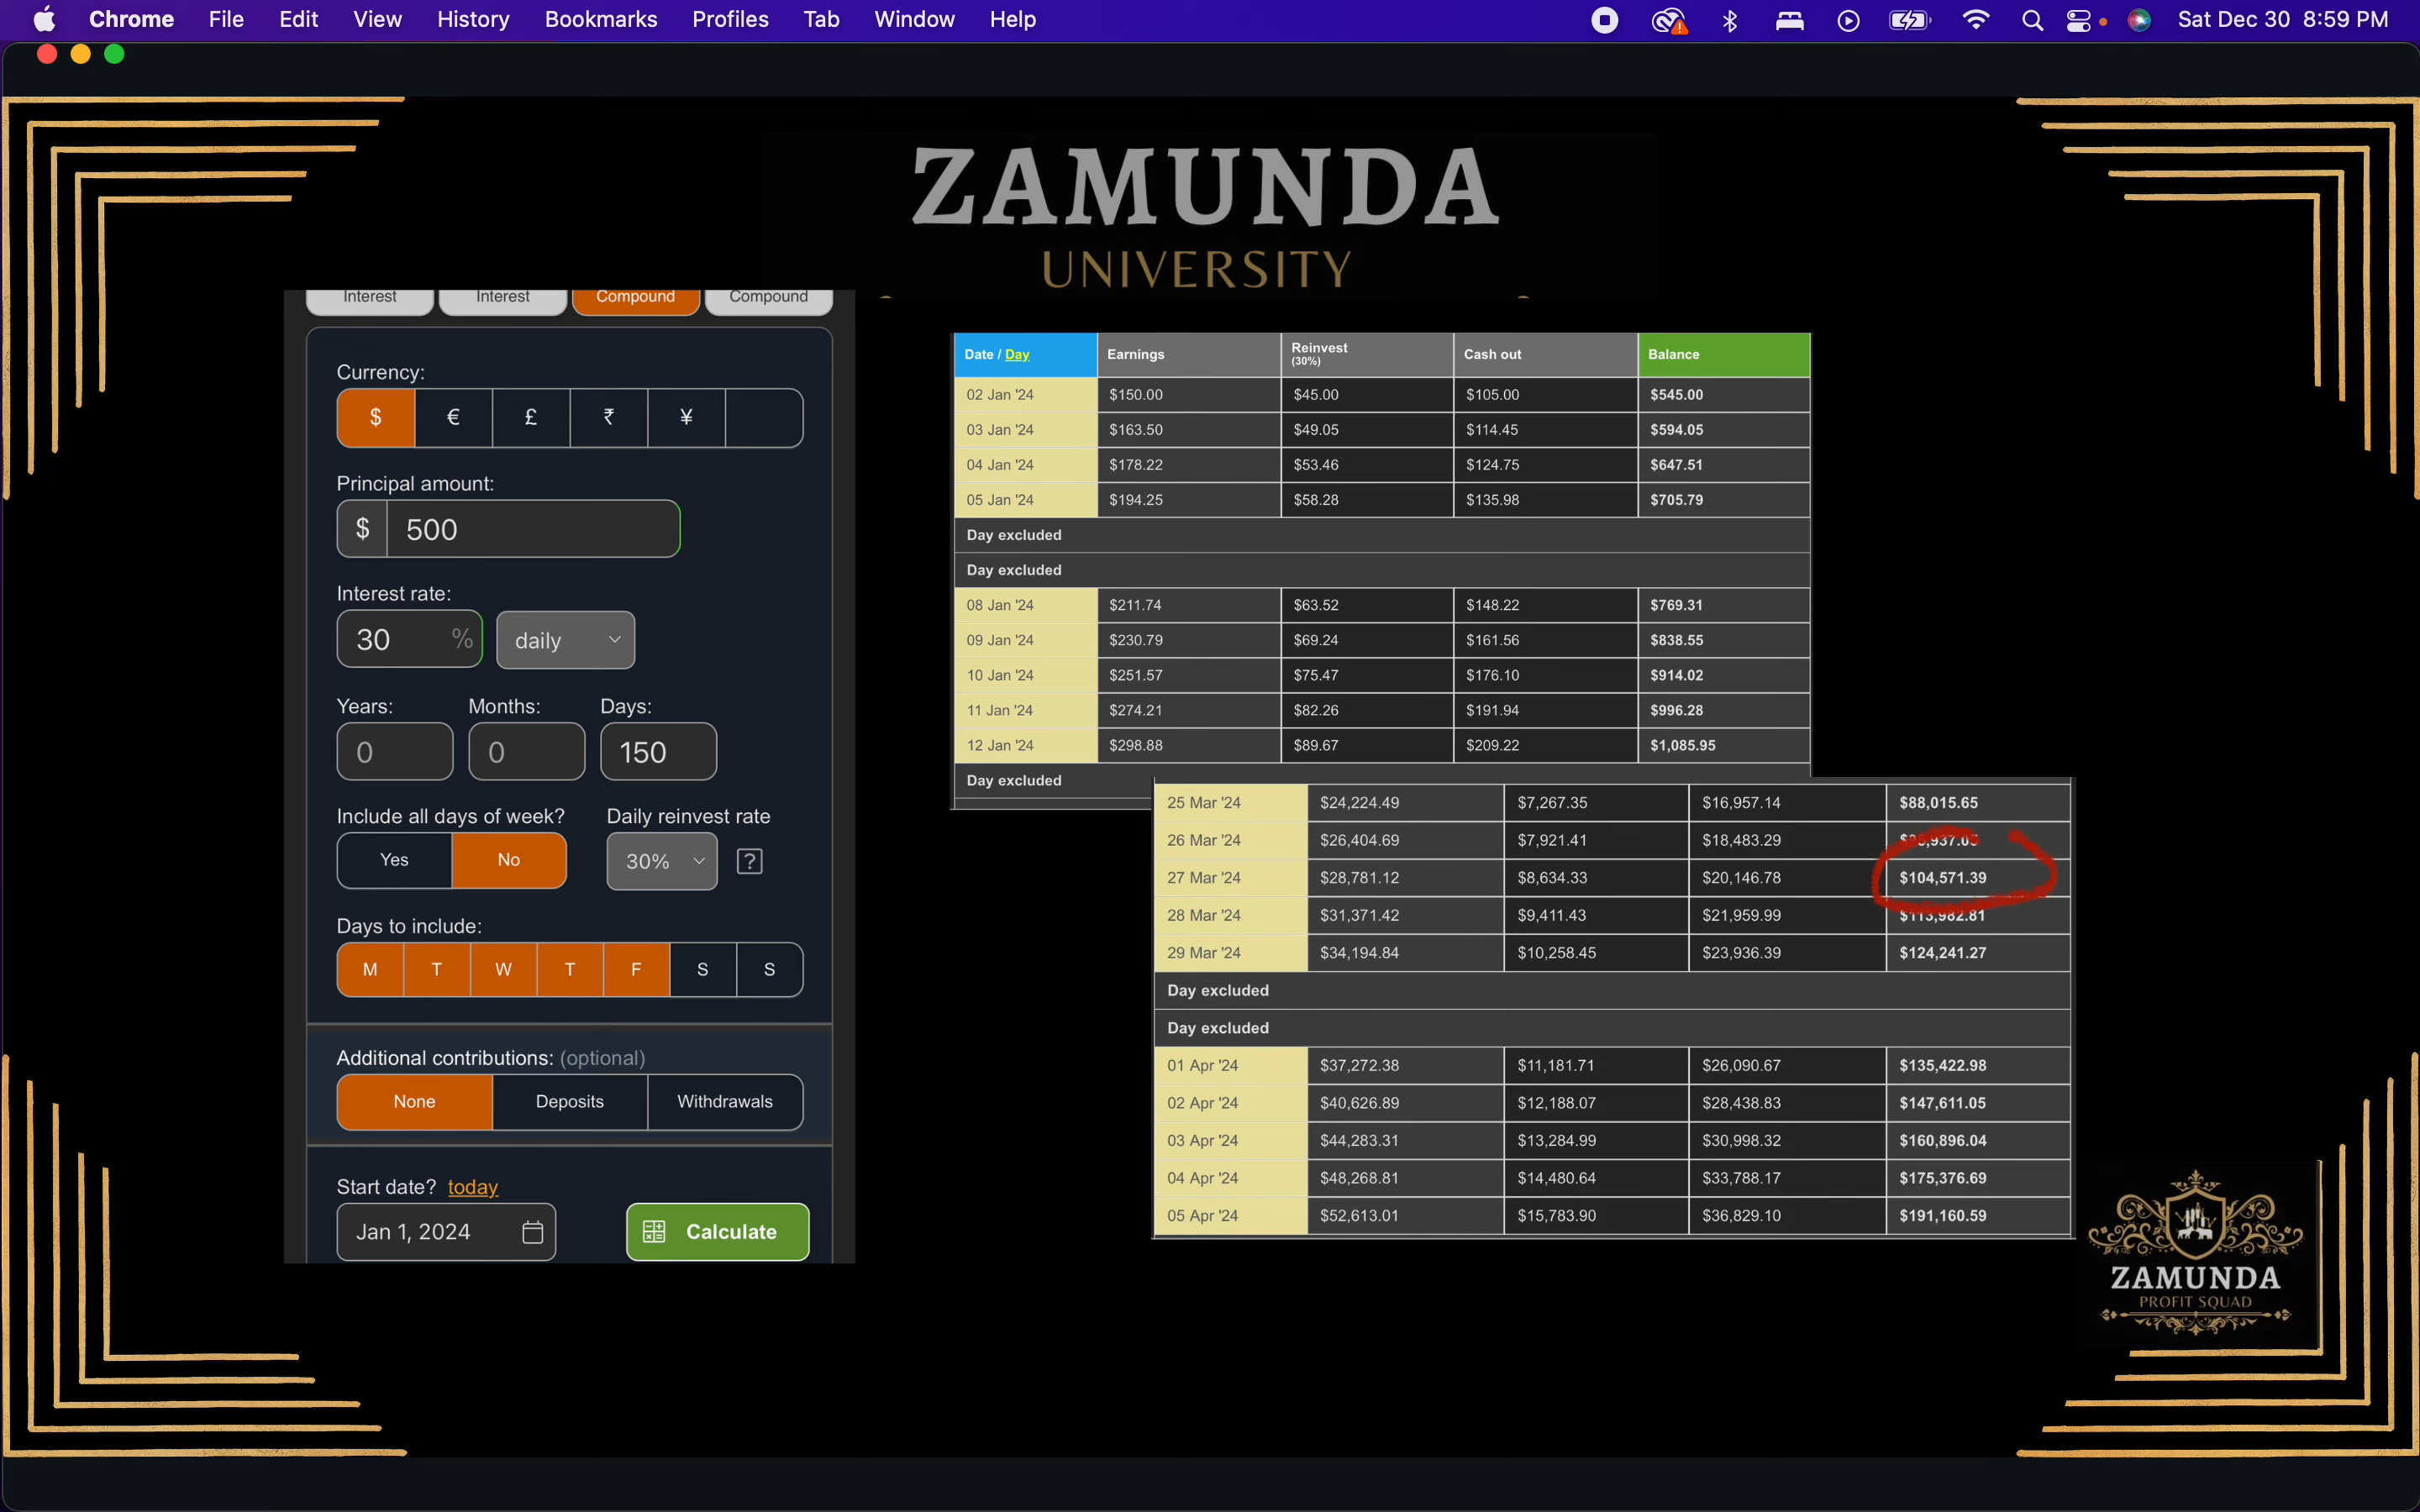 Chrome File Edit View History Bookmarks Profiles Tab Window Help Sat Dec 30 8:59 PM
ZAMUNDA
UNIVERSITY
Interest Interest Compound Compound
Currency:
$ € £ ₹ ¥
Principal amount:
$ 500
Interest rate:
30 % daily
Years: Months: Days:
0 0 150
Include all days of week? Daily reinvest rate
Yes No 30% ?
Days to include:
M T W T F S S
Additional contributions: (optional)
None Deposits Withdrawals
Start date? today
Jan 1, 2024 Calculate
Date / Day Earnings Reinvest (30%) Cash out Balance
02 Jan '24 $150.00 $45.00 $105.00 $545.00
03 Jan '24 $163.50 $49.05 $114.45 $594.05
04 Jan '24 $178.22 $53.46 $124.75 $647.51
05 Jan '24 $194.25 $58.28 $135.98 $705.79
Day excluded
Day excluded
08 Jan '24 $211.74 $63.52 $148.22 $769.31
09 Jan '24 $230.79 $69.24 $161.56 $838.55
10 Jan '24 $251.57 $75.47 $176.10 $914.02
11 Jan '24 $274.21 $82.26 $191.94 $996.28
12 Jan '24 $298.88 $89.67 $209.22 $1,085.95
Day excluded
25 Mar '24 $24,224.49 $7,267.35 $16,957.14 $88,015.65
26 Mar '24 $26,404.69 $7,921.41 $18,483.29
27 Mar '24 $28,781.12 $8,634.33 $20,146.78 $104,571.39
28 Mar '24 $31,371.42 $9,411.43 $21,959.99 $113,982.81
29 Mar '24 $34,194.84 $10,258.45 $23,936.39 $124,241.27
Day excluded
Day excluded
01 Apr '24 $37,272.38 $11,181.71 $26,090.67 $135,422.98
02 Apr '24 $40,626.89 $12,188.07 $28,438.83 $147,611.05
03 Apr '24 $44,283.31 $13,284.99 $30,998.32 $160,896.04
04 Apr '24 $48,268.81 $14,480.64 $33,788.17 $175,376.69
05 Apr '24 $52,613.01 $15,783.90 $36,829.10 $191,160.59
ZAMUNDA
PROFIT SQUAD